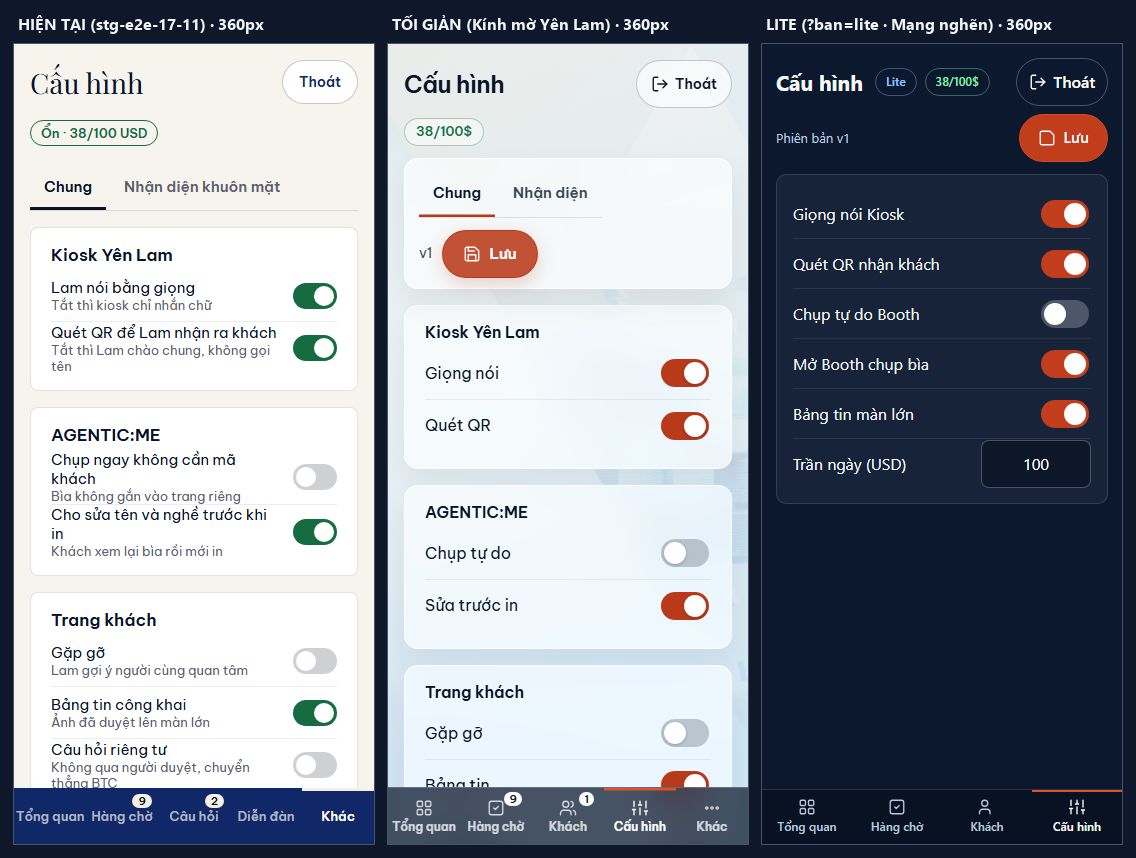 HIỆN TẠI (stg-e2e-17-11) · 360px
Cấu hình
Thoát
Ổn · 38/100 USD
Chung
Nhận diện khuôn mặt
Kiosk Yên Lam
Lam nói bằng giọng
Tắt thì kiosk chỉ nhắn chữ
Quét QR để Lam nhận ra khách
Tắt thì Lam chào chung, không gọi
tên
AGENTIC:ME
Chụp ngay không cần mã
khách
Bìa không gắn vào trang riêng
Cho sửa tên và nghề trước khi
in
Khách xem lại bìa rồi mới in
Trang khách
Gặp gỡ
Lam gợi ý người cùng quan tâm
Bảng tin công khai
Ảnh đã duyệt lên màn lớn
Câu hỏi riêng tư
Không qua người duyệt, chuyển
thẳng BTC
9
2
Tổng quan
Hàng chờ
Câu hỏi
Diễn đàn
Khác
TỐI GIẢN (Kính mờ Yên Lam) · 360px
Cấu hình
Thoát
38/100$
Chung
Nhận diện
v1
Lưu
Kiosk Yên Lam
Giọng nói
Quét QR
AGENTIC:ME
Chụp tự do
Sửa trước in
Trang khách
Gặp gỡ
Bảng tin
9
1
Tổng quan
Hàng chờ
Khách
Cấu hình
Khác
LITE (?ban=lite · Mạng nghẽn) · 360px
Cấu hình
Lite
38/100$
Thoát
Phiên bản v1
Lưu
Giọng nói Kiosk
Quét QR nhận khách
Chụp tự do Booth
Mở Booth chụp bìa
Bảng tin màn lớn
Trần ngày (USD)
100
Tổng quan
Hàng chờ
Khách
Cấu hình